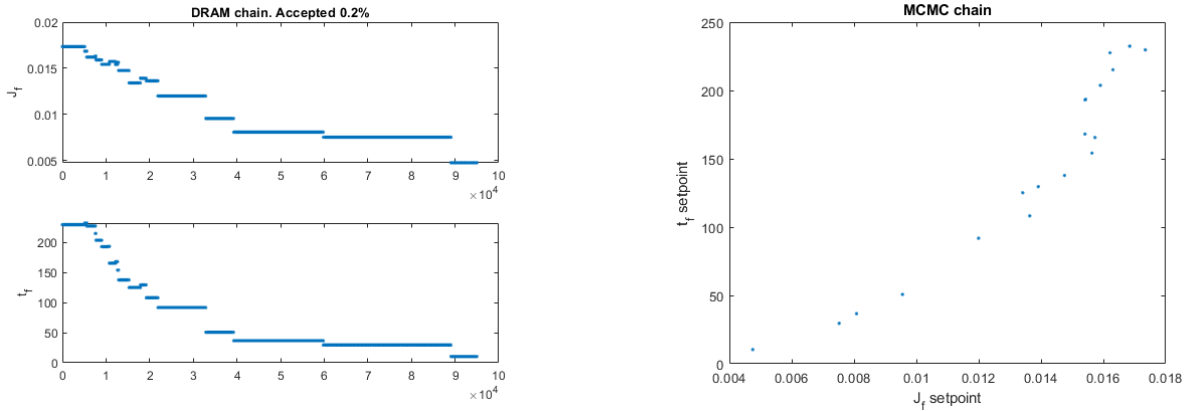 DRAM chain. Accepted 0.2%
J_f
0.02
0.015
0.01
0.005
0 1 2 3 4 5 6 7 8 9 10
×10^4
t_f
200
150
100
50
0
0 1 2 3 4 5 6 7 8 9 10
×10^4
MCMC chain
t_f setpoint
250
200
150
100
50
0
0.004 0.006 0.008 0.01 0.012 0.014 0.016 0.018
J_f setpoint